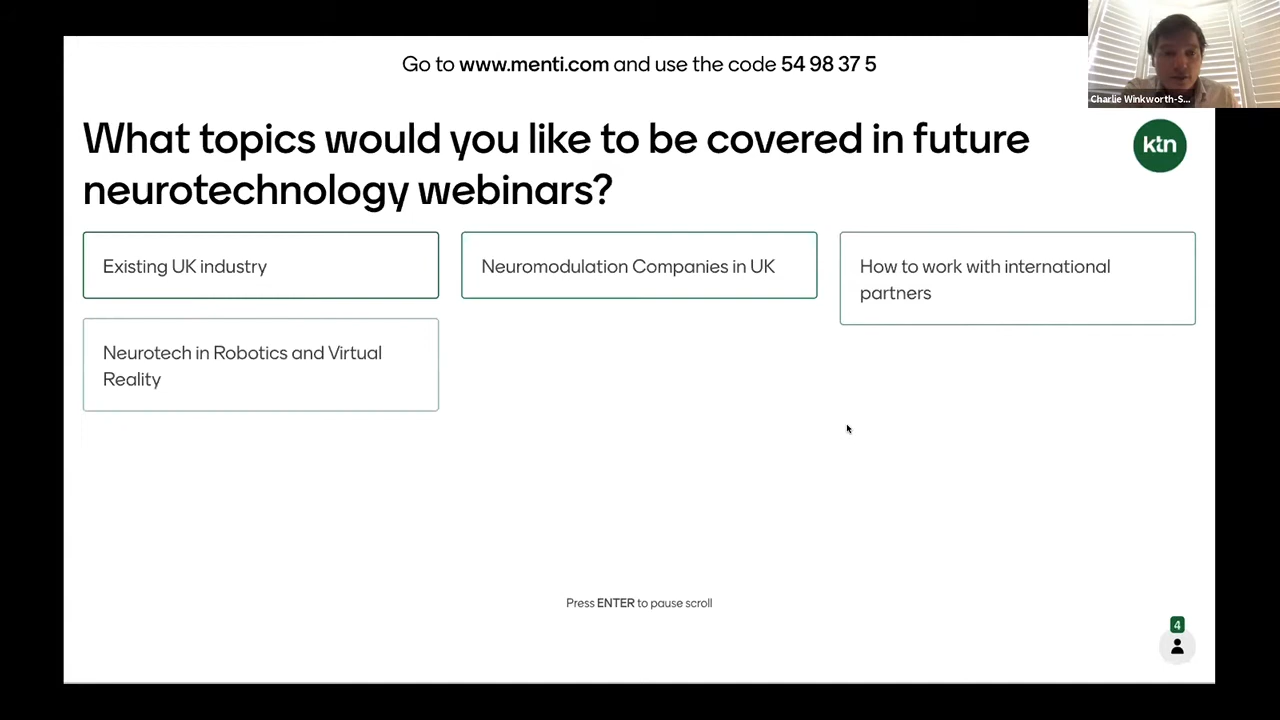 Go to www.menti.com and use the code 54 98 37 5
Charlie Winkworth-S...
What topics would you like to be covered in future
neurotechnology webinars?
ktn
Existing UK industry
Neuromodulation Companies in UK
How to work with international
partners
Neurotech in Robotics and Virtual
Reality
Press ENTER to pause scroll
4